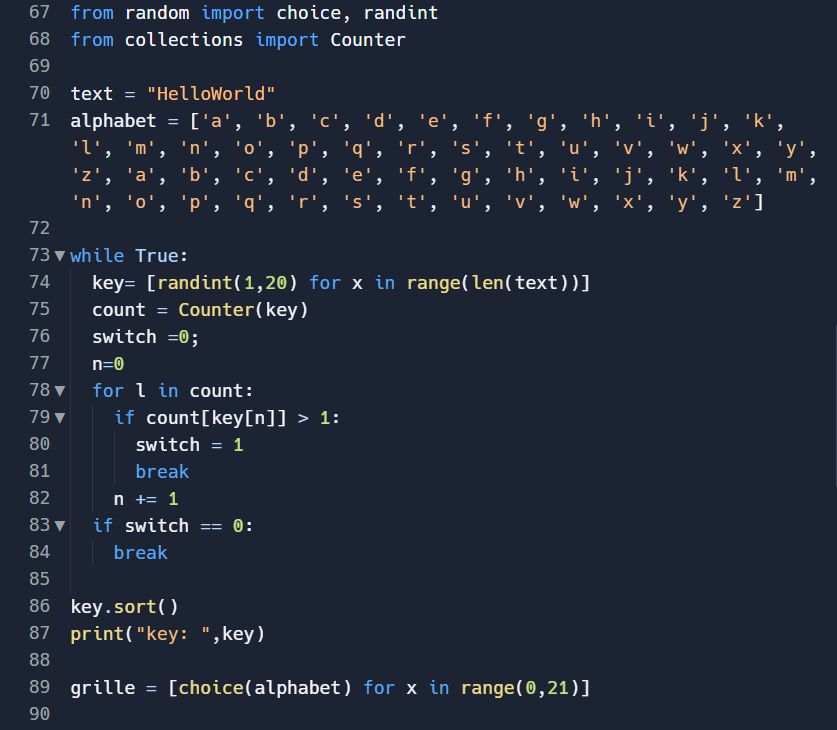 67 from random import choice, randint
68 from collections import Counter
69
70 text = "HelloWorld"
71 alphabet = ['a', 'b', 'c', 'd', 'e', 'f', 'g', 'h', 'i', 'j', 'k',
'l', 'm', 'n', 'o', 'p', 'q', 'r', 's', 't', 'u', 'v', 'w', 'x', 'y',
'z', 'a', 'b', 'c', 'd', 'e', 'f', 'g', 'h', 'i', 'j', 'k', 'l', 'm',
'n', 'o', 'p', 'q', 'r', 's', 't', 'u', 'v', 'w', 'x', 'y', 'z']
72
73 while True:
74   key= [randint(1,20) for x in range(len(text))]
75   count = Counter(key)
76   switch =0;
77   n=0
78   for l in count:
79     if count[key[n]] > 1:
80       switch = 1
81       break
82     n += 1
83   if switch == 0:
84     break
85
86 key.sort()
87 print("key: ",key)
88
89 grille = [choice(alphabet) for x in range(0,21)]
90